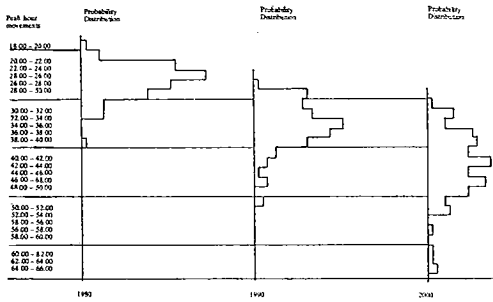 Peak hour
movements
Probability
Distribution
Probability
Distribution
Probability
Distribution
18.00 - 20.00
20.00 - 22.00
22.00 - 24.00
24.00 - 26.00
26.00 - 28.00
28.00 - 30.00
30.00 - 32.00
32.00 - 34.00
34.00 - 36.00
36.00 - 38.00
38.00 - 40.00
40.00 - 42.00
42.00 - 44.00
44.00 - 46.00
46.00 - 48.00
48.00 - 50.00
50.00 - 52.00
52.00 - 54.00
56.00 - 58.00
58.00 - 60.00
60.00 - 62.00
62.00 - 64.00
64.00 - 66.00
1980
1990
2000